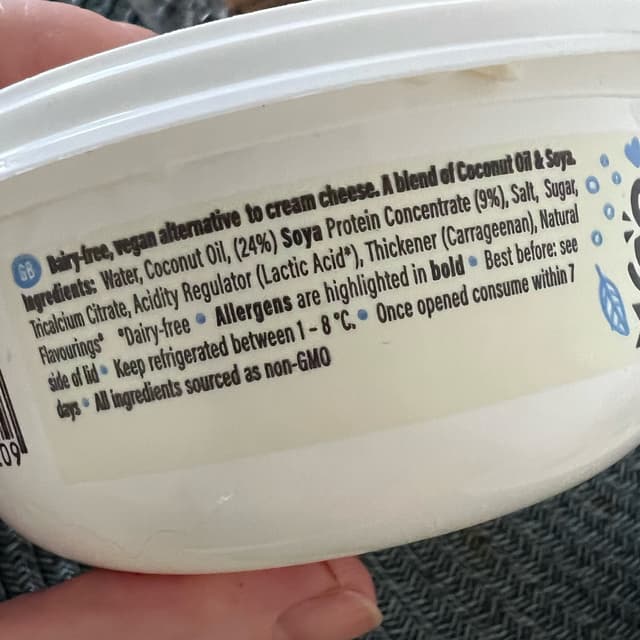 GB Dairy-free, vegan alternative to cream cheese. A blend of Coconut Oil & Soya.
Ingredients: Water, Coconut Oil, (24%) Soya Protein Concentrate (9%), Salt, Sugar,
Tricalcium Citrate, Acidity Regulator (Lactic Acid*), Thickener (Carrageenan), Natural
Flavourings* *Dairy-free • Allergens are highlighted in bold • Best before: see
side of lid • Keep refrigerated between 1 - 8 °C. • Once opened consume within 7
days • All ingredients sourced as non-GMO
09